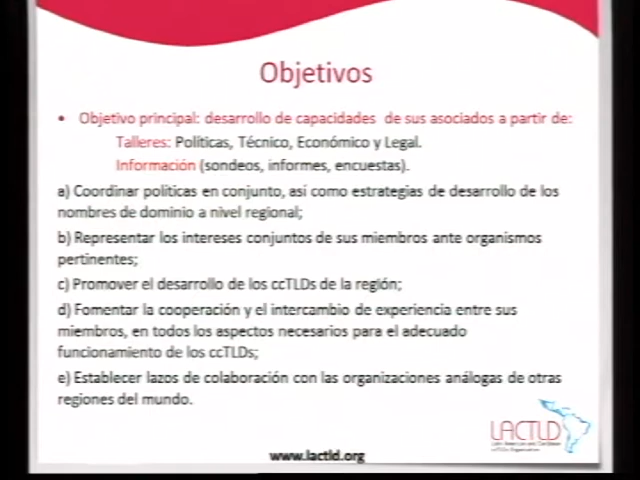 Objetivos
• Objetivo principal: desarrollo de capacidades de sus asociados a partir de:
Talleres: Políticas, Técnico, Económico y Legal.
Información (sondeos, informes, encuestas).
a) Coordinar políticas en conjunto, así como estrategias de desarrollo de los
nombres de dominio a nivel regional;
b) Representar los intereses conjuntos de sus miembros ante organismos
pertinentes;
c) Promover el desarrollo de los ccTLDs de la región;
d) Fomentar la cooperación y el intercambio de experiencia entre sus
miembros, en todos los aspectos necesarios para el adecuado
funcionamiento de los ccTLDs;
e) Establecer lazos de colaboración con las organizaciones análogas de otras
regiones del mundo.
LACTLD
Latin American and Caribbean
ccTLDs Organization
www.lactld.org